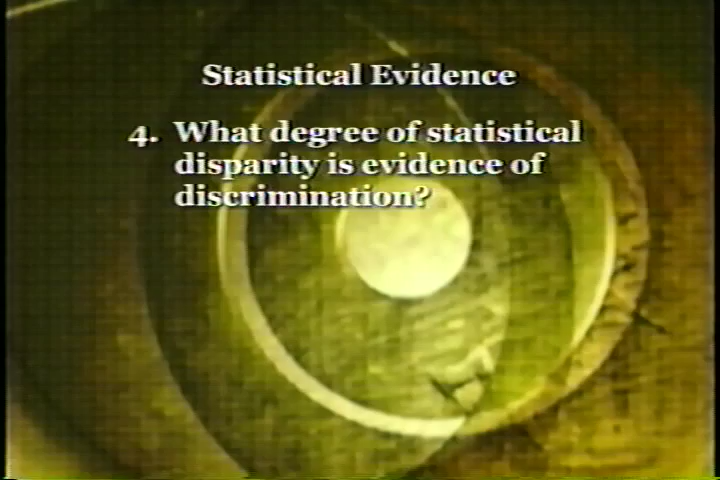 Statistical Evidence
4. What degree of statistical
disparity is evidence of
discrimination?